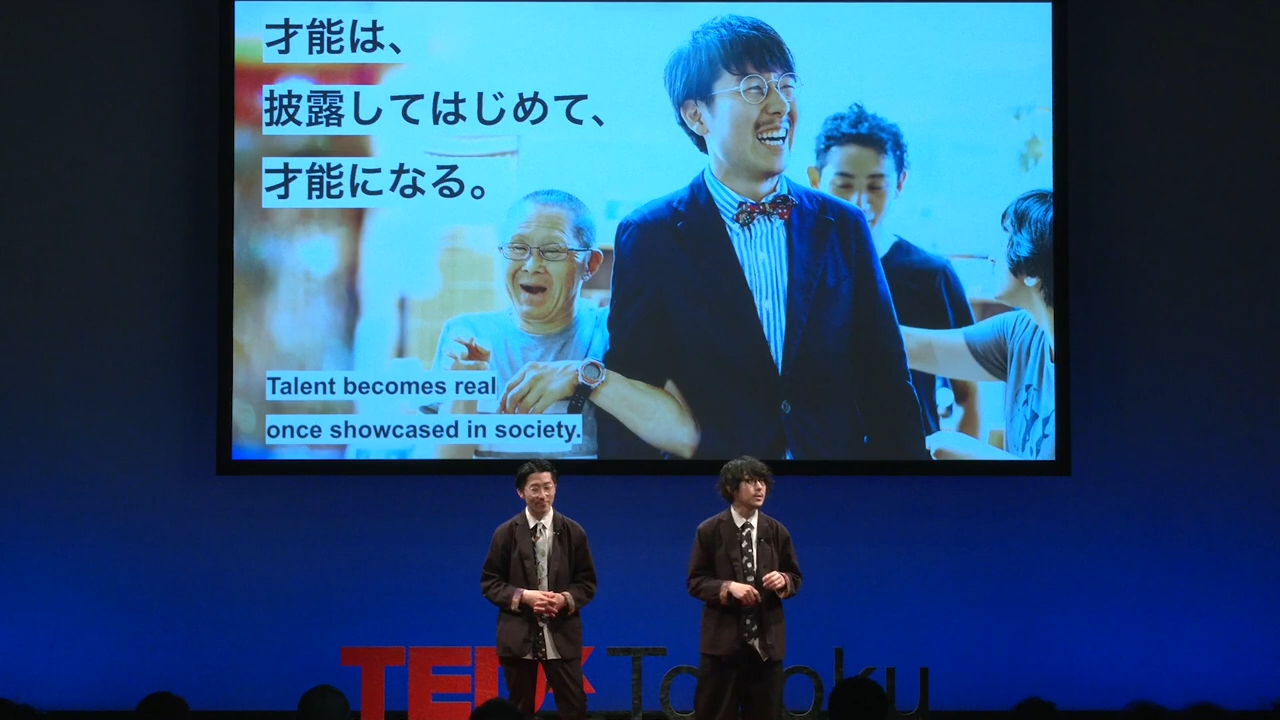 才能は、
披露してはじめて、
才能になる。
Talent becomes real
once showcased in society.